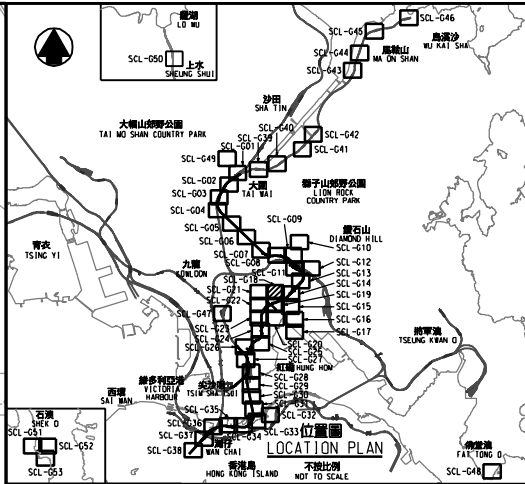 羅湖
LO WU
SCL-G50
上水
SHEUNG SHUI
SCL-G46
SCL-G45
烏溪沙
WU KAI SHA
SCL-G44
馬鞍山
MA ON SHAN
SCL-G43
沙田
SHA TIN
大帽山郊野公園
TAI MO SHAN COUNTRY PARK
SCL-G40
SCL-G39
SCL-G01
SCL-G42
SCL-G41
SCL-G49
SCL-G02
大圍
TAI WAI
獅子山郊野公園
LION ROCK
COUNTRY PARK
SCL-G03
SCL-G04
SCL-G05
SCL-G06
SCL-G07
SCL-G08
SCL-G09
鑽石山
DIAMOND HILL
SCL-G10
SCL-G11
SCL-G12
SCL-G13
SCL-G14
SCL-G19
SCL-G15
SCL-G16
SCL-G17
青衣
TSING YI
九龍
KOWLOON
SCL-G18
SCL-G21
SCL-G22
SCL-G47
SCL-G23
SCL-G24
SCL-G26
SCL-G20
SCL-G25
SCL-G27
將軍澳
TSEUNG KWAN O
紅磡
HUNG HOM
SCL-G28
SCL-G29
SCL-G30
SCL-G31
SCL-G32
SCL-G33
維多利亞港
VICTORIA
HARBOUR
西環
SAI WAN
尖沙咀
TSIM SHA TSUI
SCL-G35
SCL-G36
SCL-G37
SCL-G38
SCL-G34
灣仔
WAN CHAI
香港島
HONG KONG ISLAND
石澳
SHEK O
SCL-G51
SCL-G52
SCL-G53
佛堂澳
FAT TONG O
SCL-G48
位置圖
LOCATION PLAN
不按比例
NOT TO SCALE